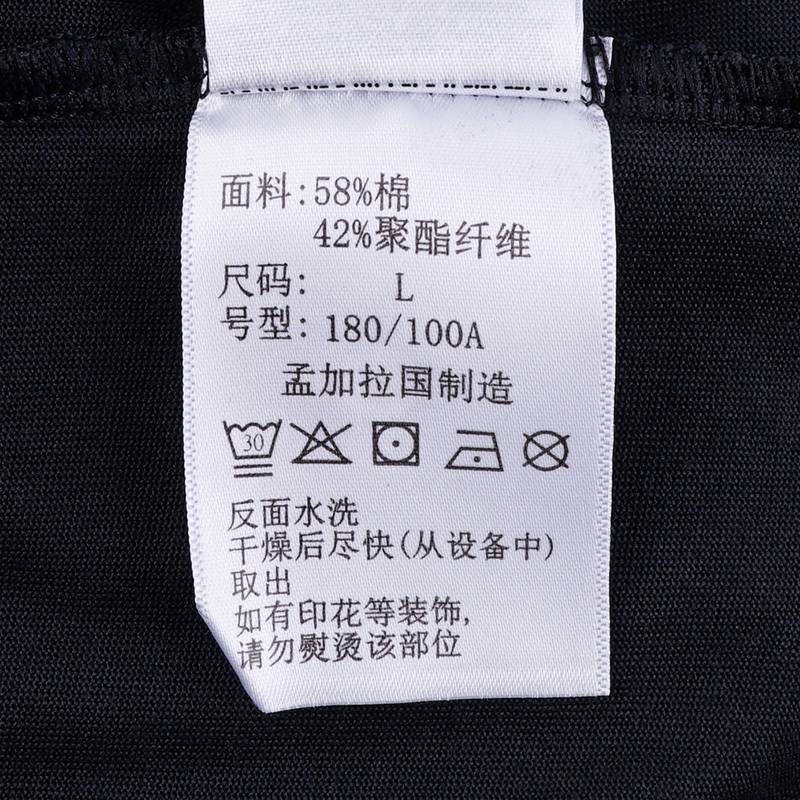 面料:58%棉
42%聚酯纤维
尺码: L
号型: 180/100A
孟加拉国制造
30
反面水洗
干燥后尽快(从设备中)
取出
如有印花等装饰,
请勿熨烫该部位